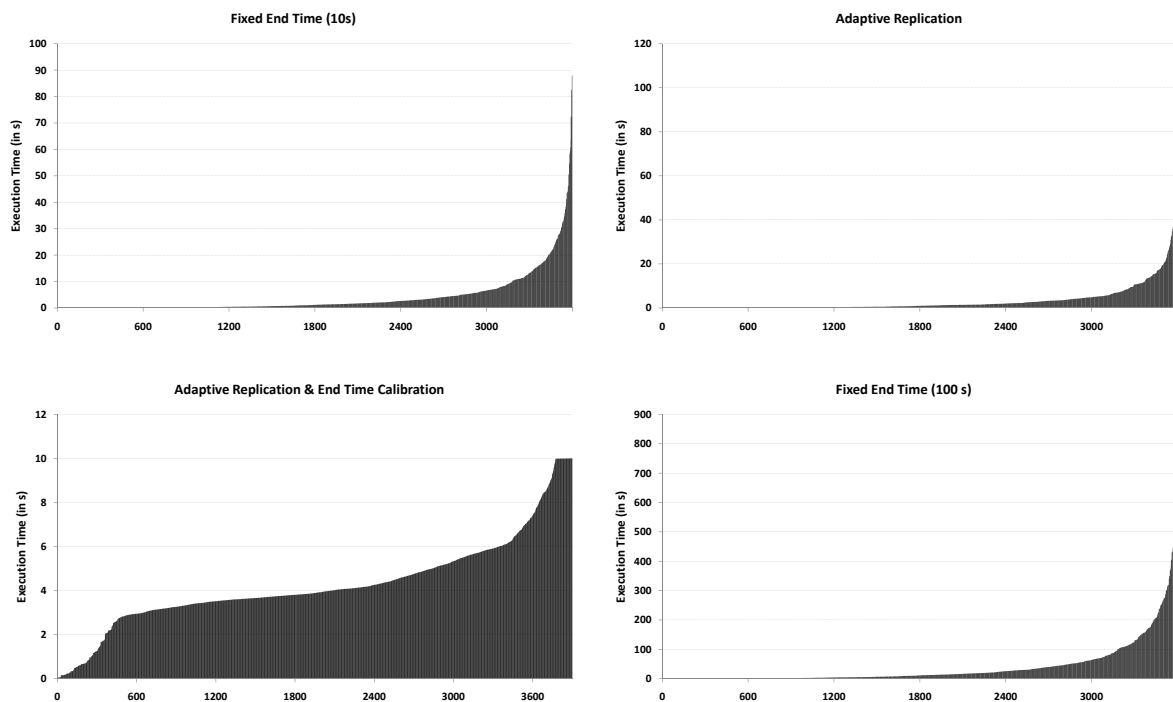 Fixed End Time (10s)
Execution Time (in s)
100
90
80
70
60
50
40
30
20
10
0
0 600 1200 1800 2400 3000
Adaptive Replication
Execution Time (in s)
120
100
80
60
40
20
0
0 600 1200 1800 2400 3000
Adaptive Replication & End Time Calibration
Execution Time (in s)
12
10
8
6
4
2
0
0 600 1200 1800 2400 3000 3600
Fixed End Time (100 s)
Execution Time (in s)
900
800
700
600
500
400
300
200
100
0
0 600 1200 1800 2400 3000